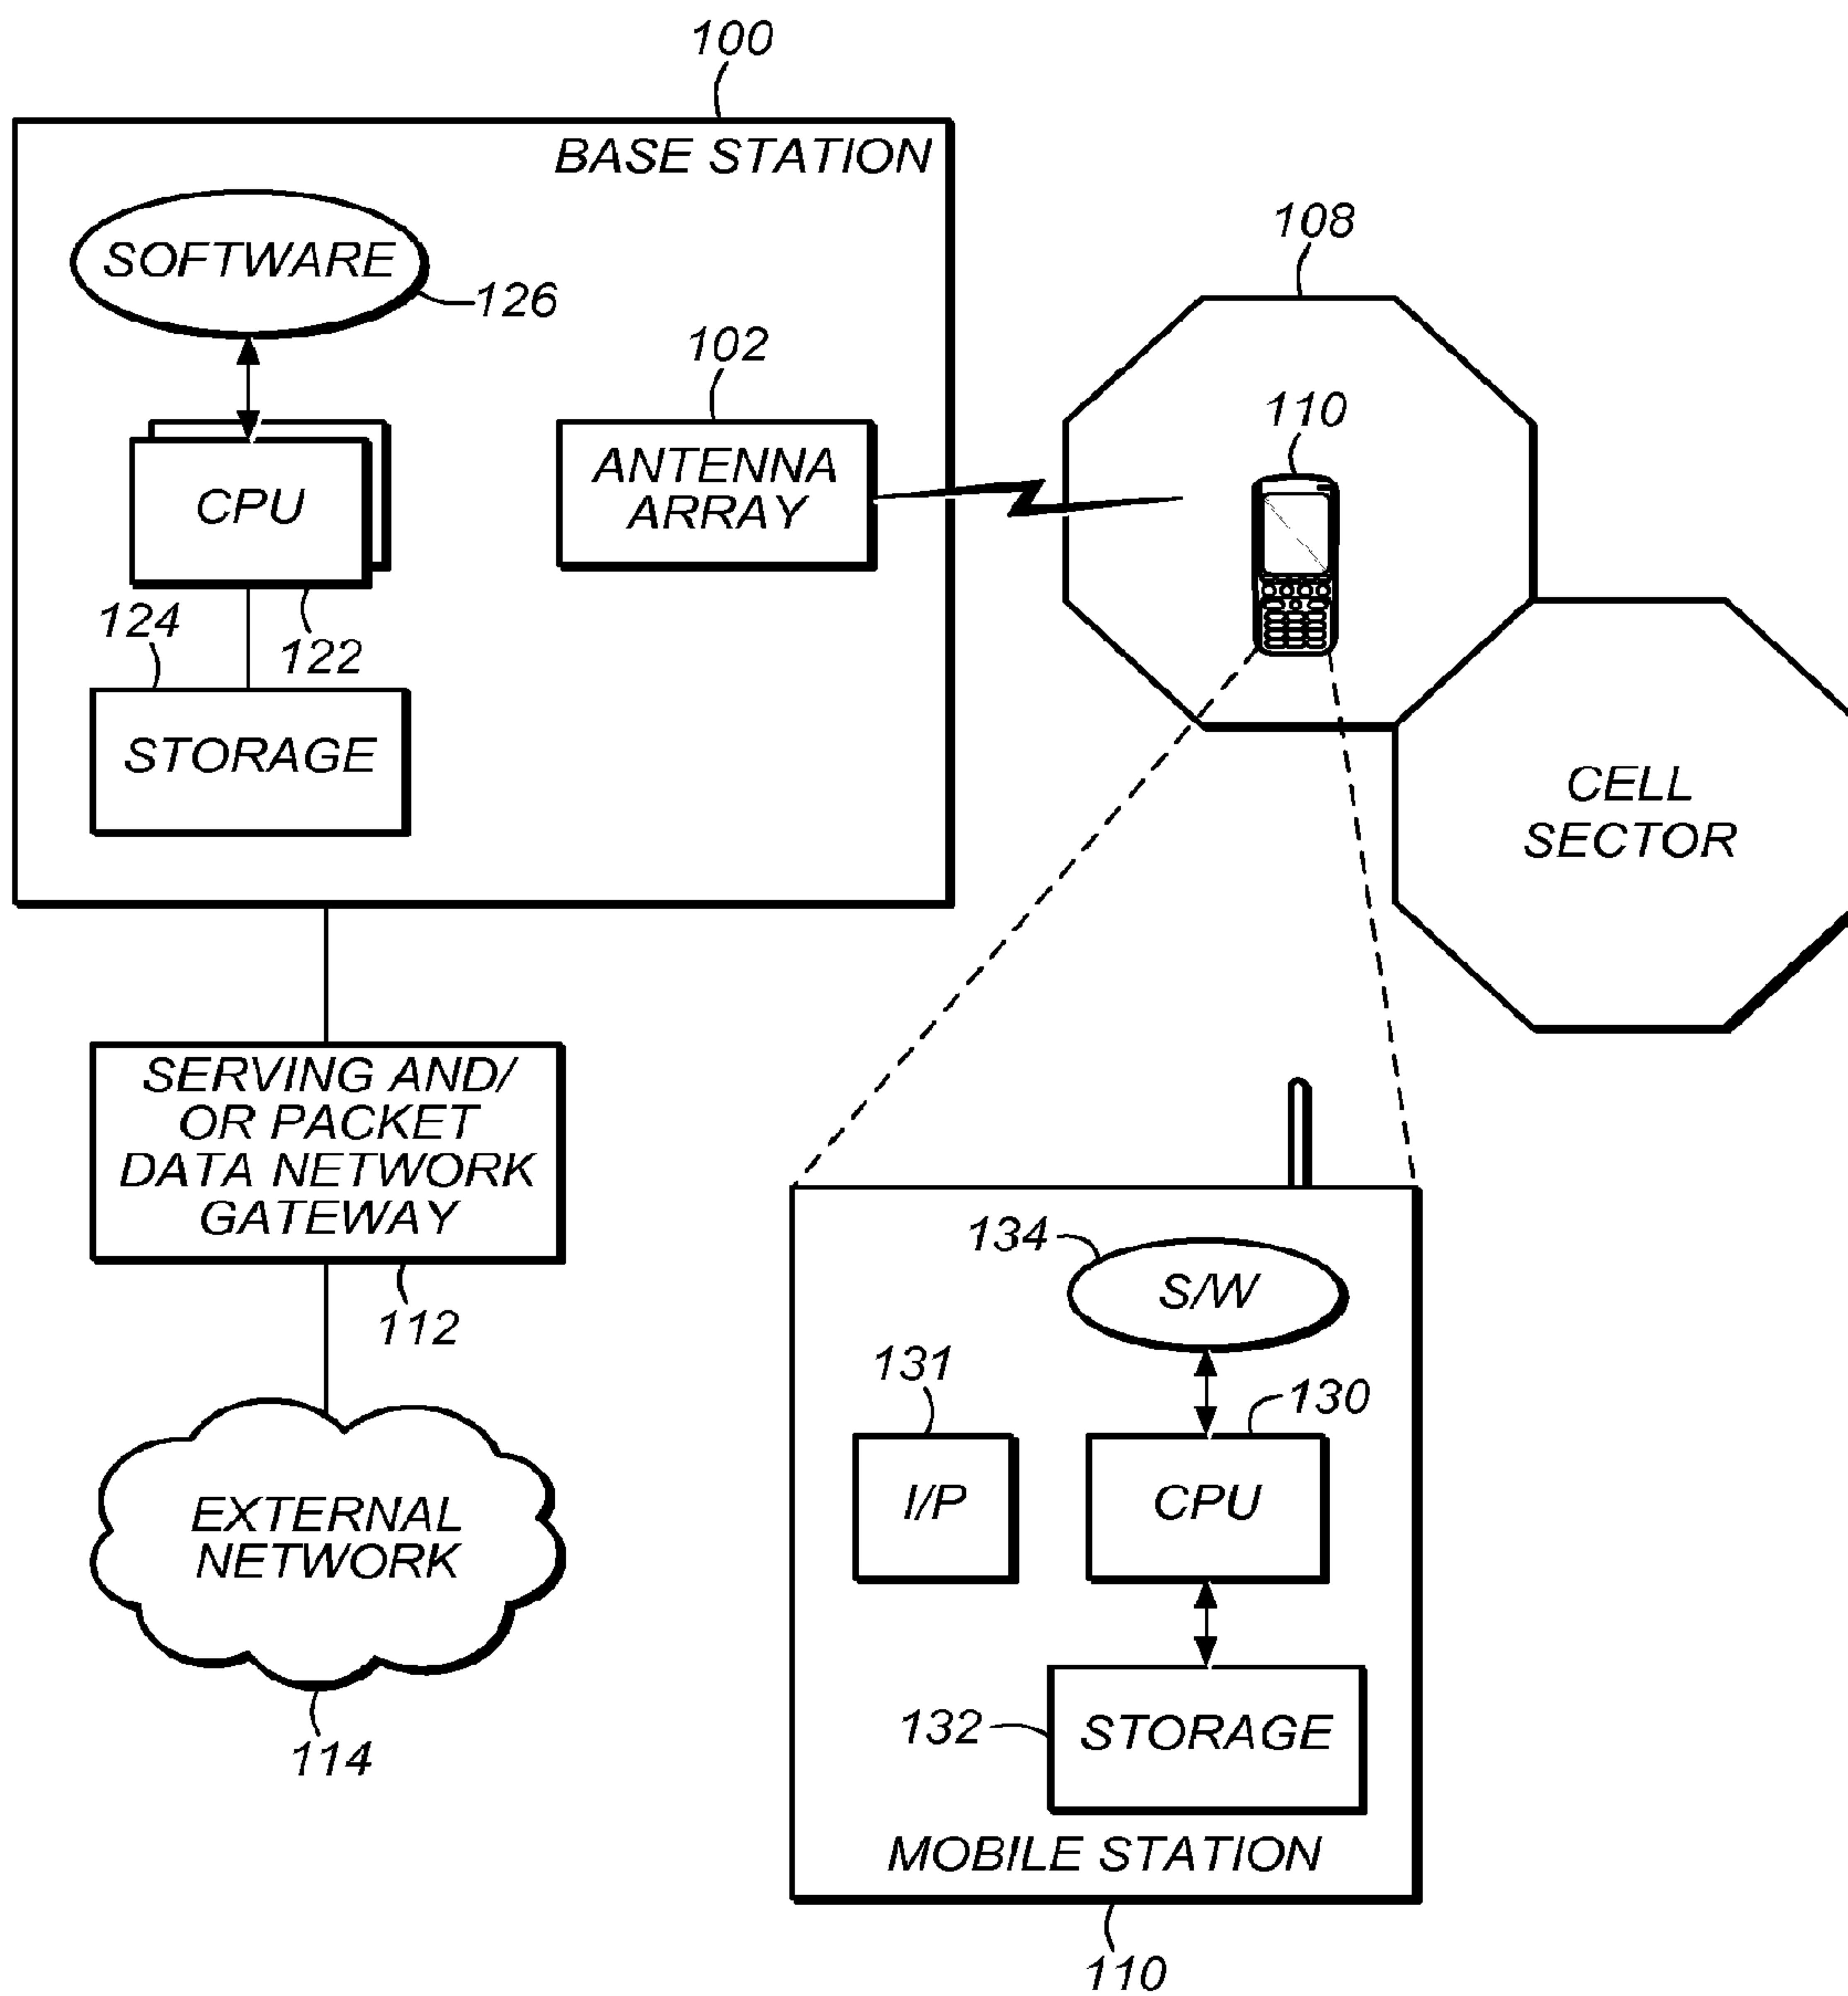 100
BASE STATION
SOFTWARE
126
102
ANTENNA
ARRAY
CPU
124
122
STORAGE
108
110
CELL
SECTOR
SERVING AND/
OR PACKET
DATA NETWORK
GATEWAY
112
EXTERNAL
NETWORK
114
134
S/W
131
130
I/P
CPU
132
STORAGE
MOBILE STATION
110